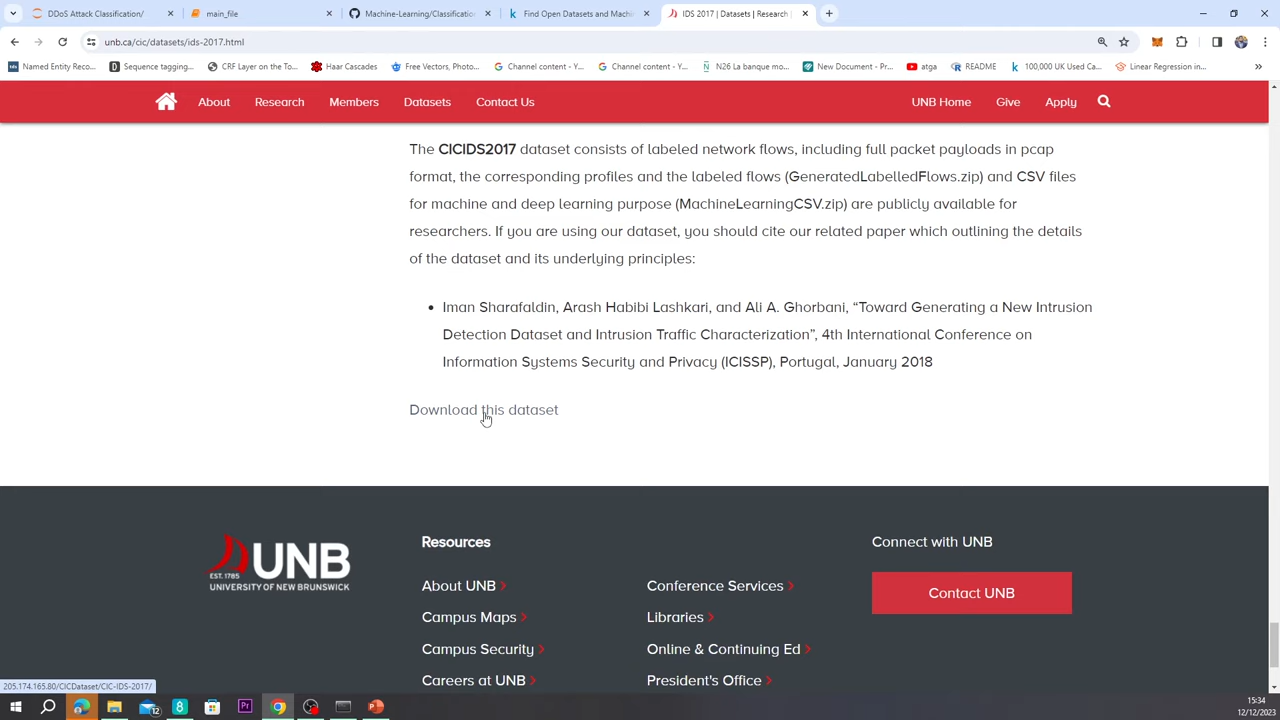 DDoS Attack Classification/
main_file
Machine-Learning/Classification
Find Open Datasets and Machin
IDS 2017 | Datasets | Research |
unb.ca/cic/datasets/ids-2017.html
Named Entity Reco...
Sequence tagging...
CRF Layer on the To...
Haar Cascades
Free Vectors, Photo...
Channel content - Y...
Channel content - Yo...
N26 La banque mo...
New Document - Pr...
atga
README
100,000 UK Used Ca...
Linear Regression in...
About
Research
Members
Datasets
Contact Us
UNB Home
Give
Apply
The CICIDS2017 dataset consists of labeled network flows, including full packet payloads in pcap
format, the corresponding profiles and the labeled flows (GeneratedLabelledFlows.zip) and CSV files
for machine and deep learning purpose (MachineLearningCSV.zip) are publicly available for
researchers. If you are using our dataset, you should cite our related paper which outlining the details
of the dataset and its underlying principles:
• Iman Sharafaldin, Arash Habibi Lashkari, and Ali A. Ghorbani, “Toward Generating a New Intrusion
Detection Dataset and Intrusion Traffic Characterization”, 4th International Conference on
Information Systems Security and Privacy (ICISSP), Portugal, January 2018
Download this dataset
UNB
EST. 1785
UNIVERSITY OF NEW BRUNSWICK
Resources
About UNB
Campus Maps
Campus Security
Careers at UNB
Conference Services
Libraries
Online & Continuing Ed
President's Office
Connect with UNB
Contact UNB
205.174.165.80/CICDataset/CIC-IDS-2017/
12
8
Pr
15:34
12/12/2023